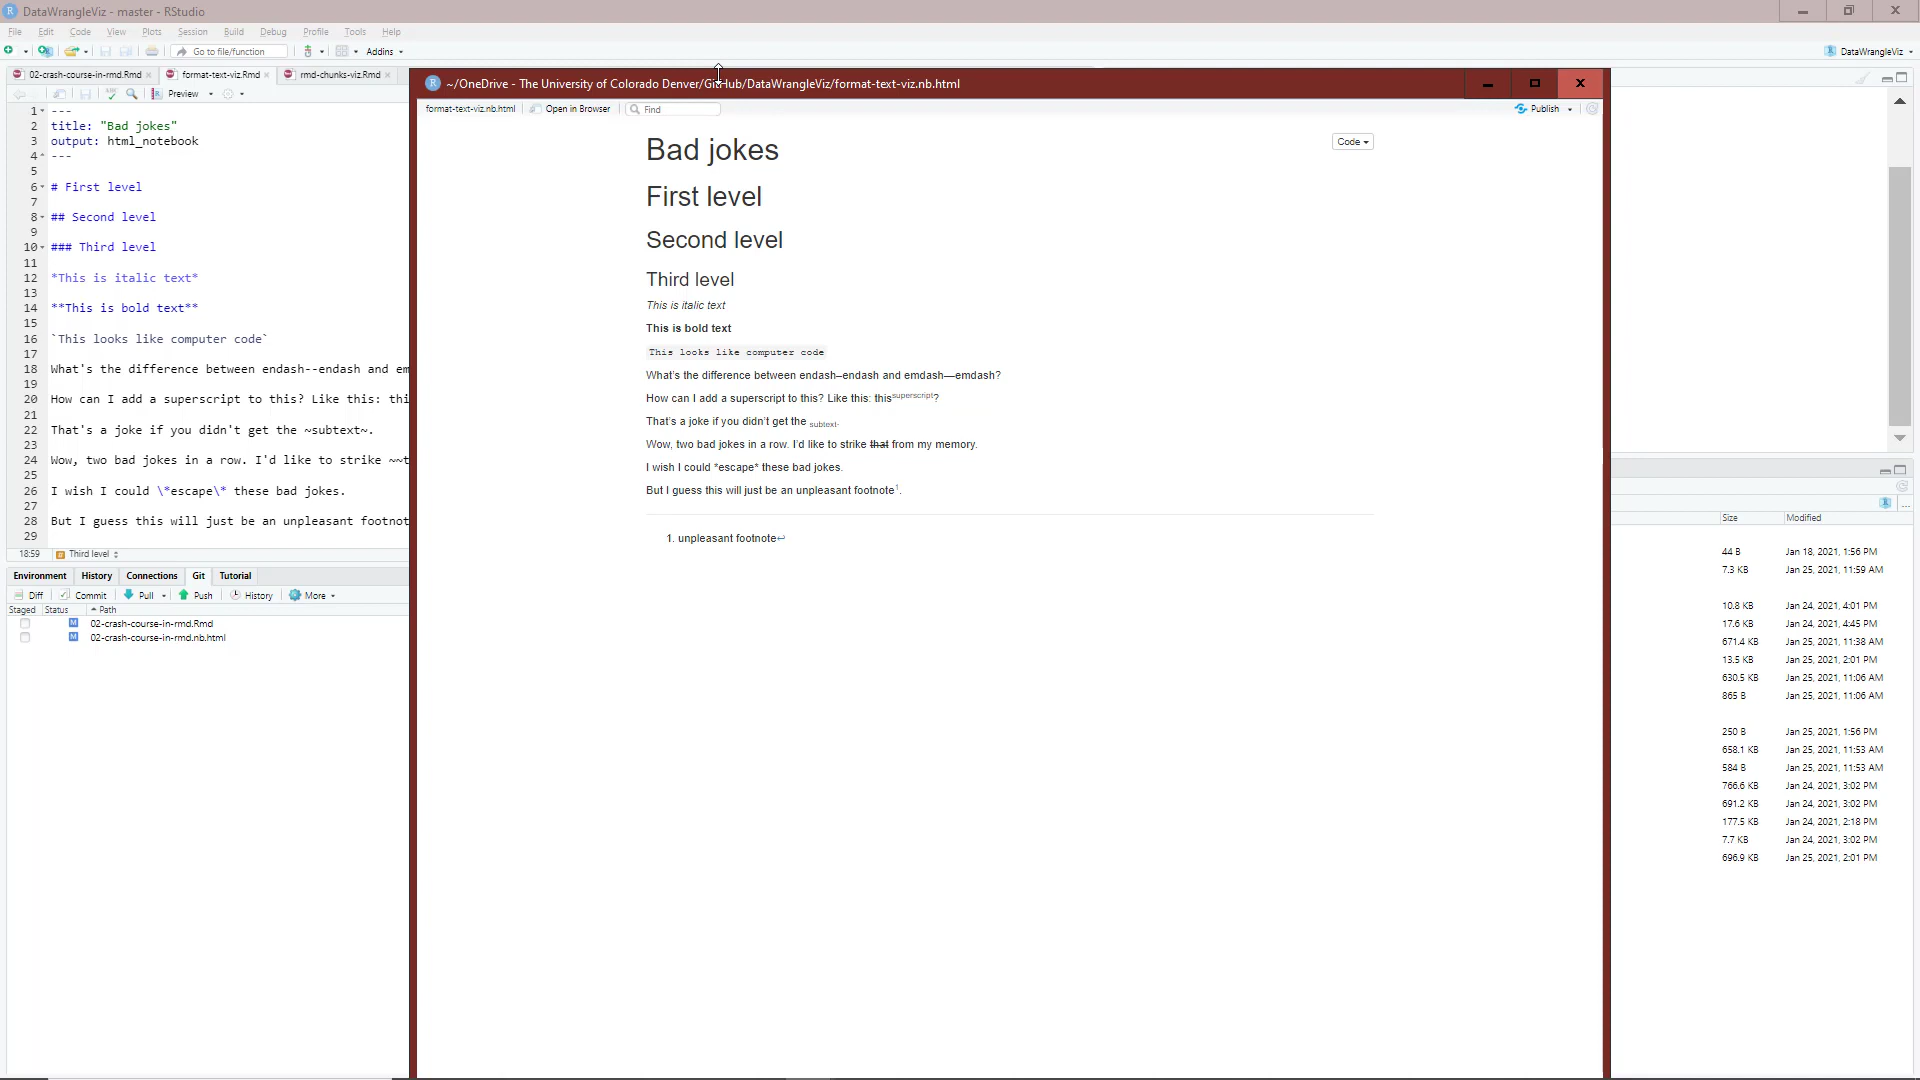 DataWrangleViz - master - RStudio
File Edit Code View Plots Session Build Debug Profile Tools Help
Go to file/function Addins DataWrangleViz
02-crash-course-in-rmd.Rmd format-text-viz.Rmd rmd-chunks-viz.Rmd
Preview
1 ---
2 title: "Bad jokes"
3 output: html_notebook
4 ---
5
6 # First level
7
8 ## Second level
9
10 ### Third level
11
12 *This is italic text*
13
14 **This is bold text**
15
16 `This looks like computer code`
17
18 What's the difference between endash--endash and em
19
20 How can I add a superscript to this? Like this: thi
21
22 That's a joke if you didn't get the ~subtext~.
23
24 Wow, two bad jokes in a row. I'd like to strike ~~t
25
26 I wish I could \*escape\* these bad jokes.
27
28 But I guess this will just be an unpleasant footnot
29
18:59 Third level
Environment History Connections Git Tutorial
Diff Commit Pull Push History More
Staged Status Path
M 02-crash-course-in-rmd.Rmd
M 02-crash-course-in-rmd.nb.html
~/OneDrive - The University of Colorado Denver/GitHub/DataWrangleViz/format-text-viz.nb.html
format-text-viz.nb.html Open in Browser Find Publish
Code
Bad jokes
First level
Second level
Third level
This is italic text
This is bold text
This looks like computer code
What's the difference between endash–endash and emdash—emdash?
How can I add a superscript to this? Like this: thissuperscript?
That's a joke if you didn't get the subtext.
Wow, two bad jokes in a row. I'd like to strike that from my memory.
I wish I could *escape* these bad jokes.
But I guess this will just be an unpleasant footnote1.
1. unpleasant footnote↩
Size Modified
44 B Jan 18, 2021, 1:56 PM
7.3 KB Jan 25, 2021, 11:59 AM
10.8 KB Jan 24, 2021, 4:01 PM
17.6 KB Jan 24, 2021, 4:45 PM
671.4 KB Jan 25, 2021, 11:38 AM
13.5 KB Jan 25, 2021, 2:01 PM
630.5 KB Jan 25, 2021, 11:06 AM
865 B Jan 25, 2021, 11:06 AM
250 B Jan 25, 2021, 1:56 PM
658.1 KB Jan 25, 2021, 11:53 AM
584 B Jan 25, 2021, 11:53 AM
766.6 KB Jan 24, 2021, 3:02 PM
691.2 KB Jan 24, 2021, 3:02 PM
177.5 KB Jan 24, 2021, 2:18 PM
7.7 KB Jan 24, 2021, 3:02 PM
696.9 KB Jan 25, 2021, 2:01 PM